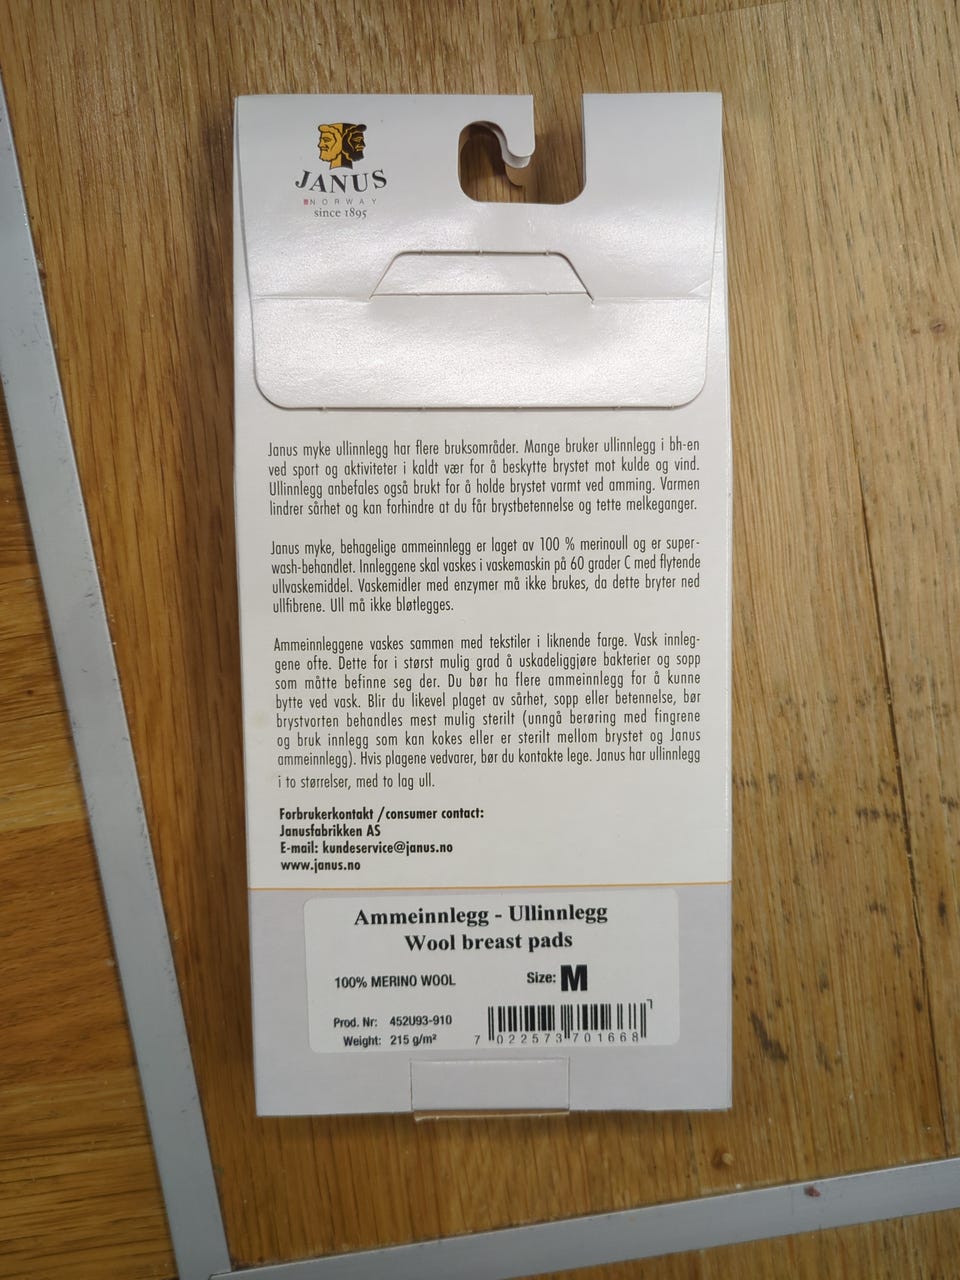 JANUS
NORWAY
since 1895
Janus myke ullinnlegg har flere bruksområder. Mange bruker ullinnlegg i bh-en
ved sport og aktiviteter i kaldt vær for å beskytte brystet mot kulde og vind.
Ullinnlegg anbefales også brukt for å holde brystet varmt ved amming. Varmen
lindrer sårhet og kan forhindre at du får brystbetennelse og tette melkeganger.
Janus myke, behagelige ammeinnlegg er laget av 100 % merinoull og er super-
wash-behandlet. Innleggene skal vaskes i vaskemaskin på 60 grader C med flytende
ullvaskemiddel. Vaskemidler med enzymer må ikke brukes, da dette bryter ned
ullfibrene. Ull må ikke bløtlegges.
Ammeinnleggene vaskes sammen med tekstiler i liknende farge. Vask innleg-
gene ofte. Dette for i størst mulig grad å uskadeliggjøre bakterier og sopp
som måtte befinne seg der. Du bør ha flere ammeinnlegg for å kunne
bytte ved vask. Blir du likevel plaget av sårhet, sopp eller betennelse, bør
brystvorten behandles mest mulig sterilt (unngå berøring med fingrene
og bruk innlegg som kan kokes eller er sterilt mellom brystet og Janus
ammeinnlegg). Hvis plagene vedvarer, bør du kontakte lege. Janus har ullinnlegg
i to størrelser, med to lag ull.
Forbrukerkontakt /consumer contact:
Janusfabrikken AS
E-mail: kundeservice@janus.no
www.janus.no
Ammeinnlegg - Ullinnlegg
Wool breast pads
100% MERINO WOOL Size: M
Prod. Nr: 452U93-910
Weight: 215 g/m²
7 022573 701668